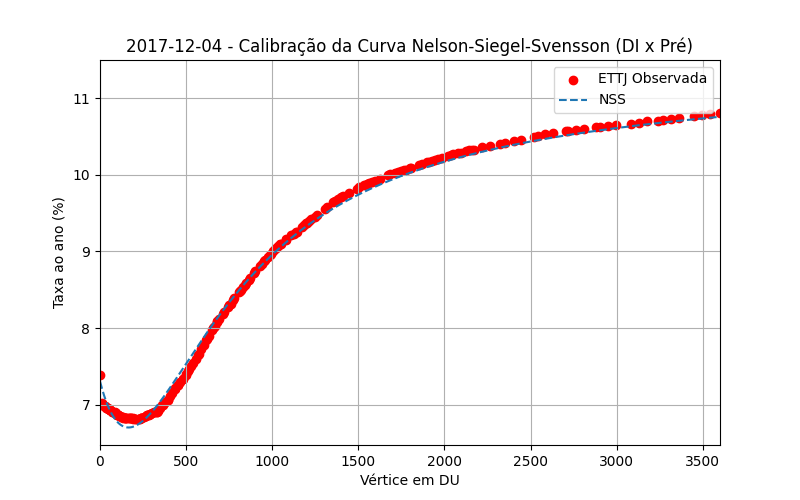 2017-12-04 - Calibração da Curva Nelson-Siegel-Svensson (DI x Pré)
ETTJ Observada
NSS
Taxa ao ano (%)
11
10
9
8
7
0 500 1000 1500 2000 2500 3000 3500
Vértice em DU